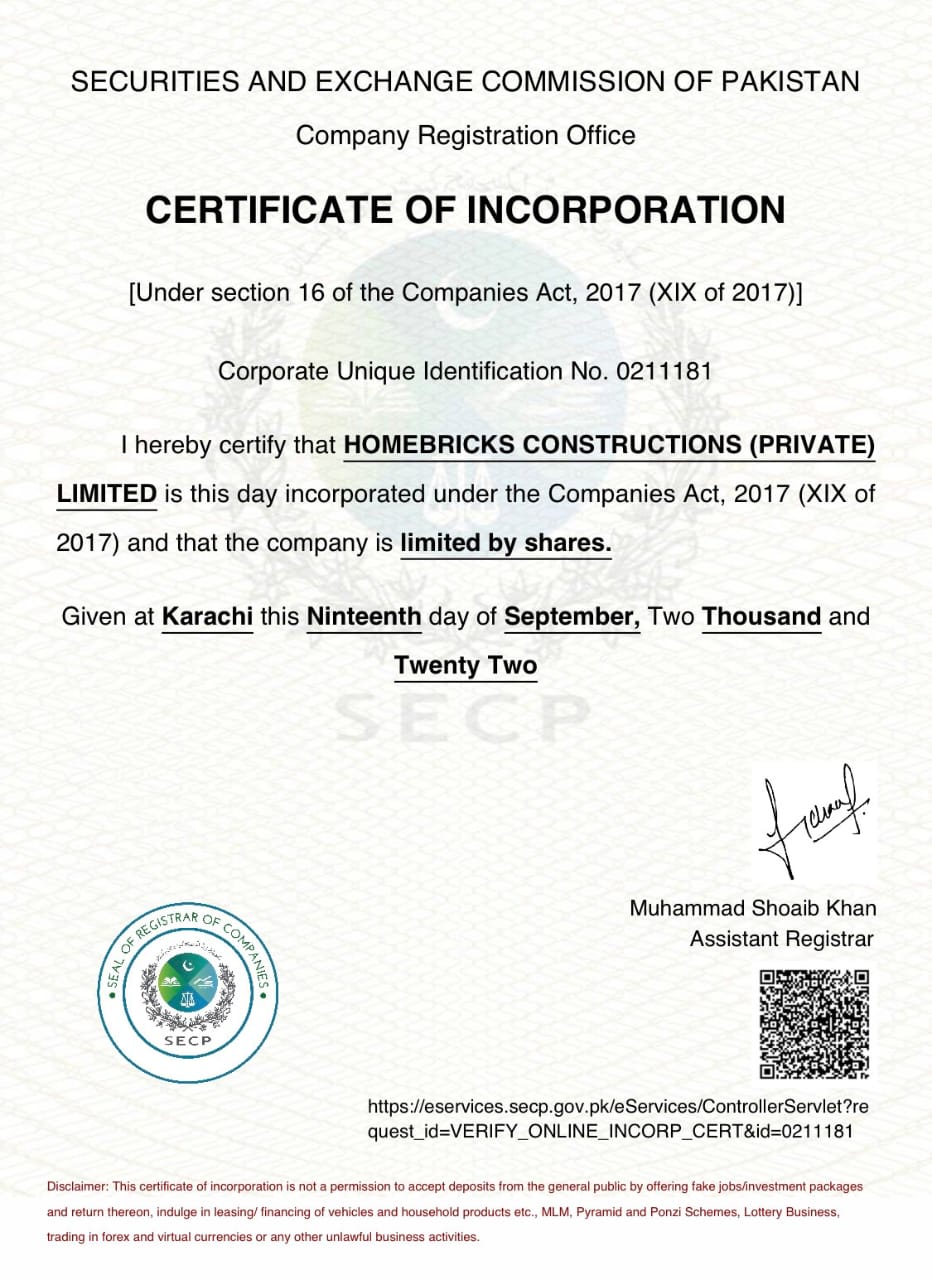 SECURITIES AND EXCHANGE COMMISSION OF PAKISTAN
Company Registration Office
CERTIFICATE OF INCORPORATION
[Under section 16 of the Companies Act, 2017 (XIX of 2017)]
Corporate Unique Identification No. 0211181
I hereby certify that HOMEBRICKS CONSTRUCTIONS (PRIVATE)
LIMITED is this day incorporated under the Companies Act, 2017 (XIX of
2017) and that the company is limited by shares.
Given at Karachi this Ninteenth day of September, Two Thousand and
Twenty Two
SECP
Muhammad Shoaib Khan
Assistant Registrar
SEAL OF REGISTRAR OF COMPANIES
SECP
https://eservices.secp.gov.pk/eServices/ControllerServlet?re
quest_id=VERIFY_ONLINE_INCORP_CERT&id=0211181
Disclaimer: This certificate of incorporation is not a permission to accept deposits from the general public by offering fake jobs/investment packages
and return thereon, indulge in leasing/ financing of vehicles and household products etc., MLM, Pyramid and Ponzi Schemes, Lottery Business,
trading in forex and virtual currencies or any other unlawful business activities.